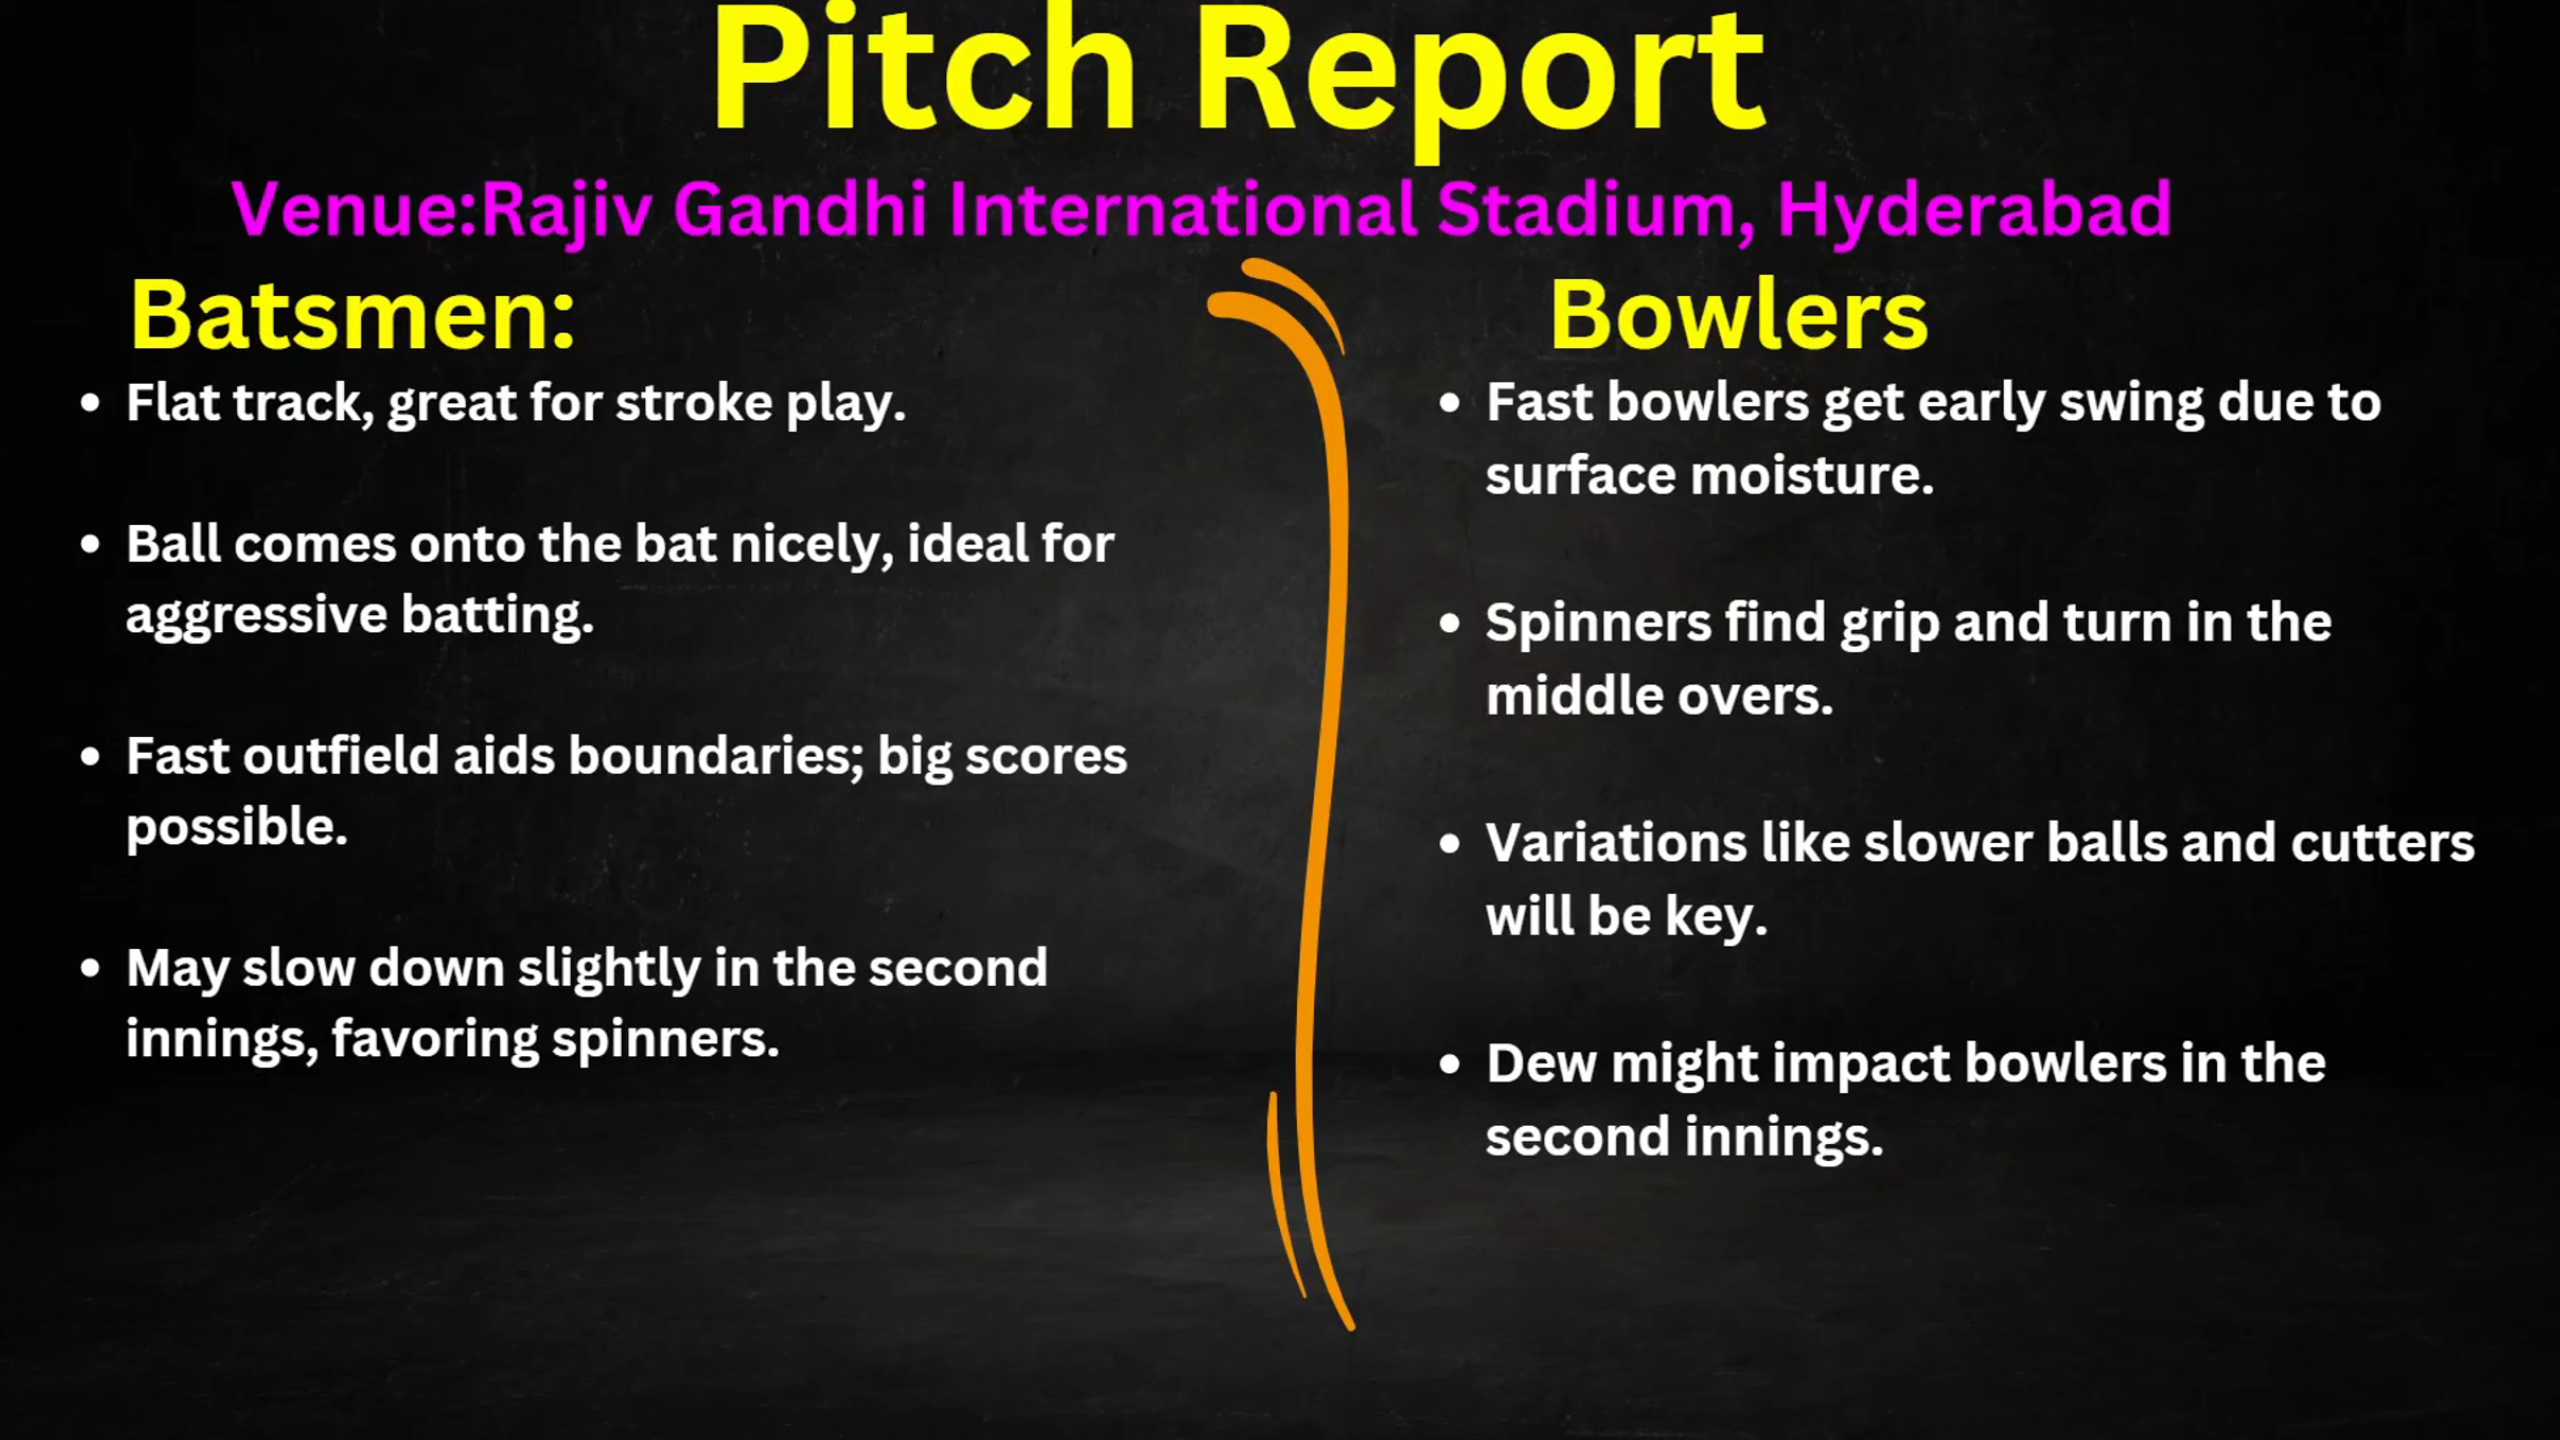 Pitch Report
Venue:Rajiv Gandhi International Stadium, Hyderabad
Batsmen:
• Flat track, great for stroke play.
• Ball comes onto the bat nicely, ideal for
aggressive batting.
• Fast outfield aids boundaries; big scores
possible.
• May slow down slightly in the second
innings, favoring spinners.
Bowlers
• Fast bowlers get early swing due to
surface moisture.
• Spinners find grip and turn in the
middle overs.
• Variations like slower balls and cutters
will be key.
• Dew might impact bowlers in the
second innings.